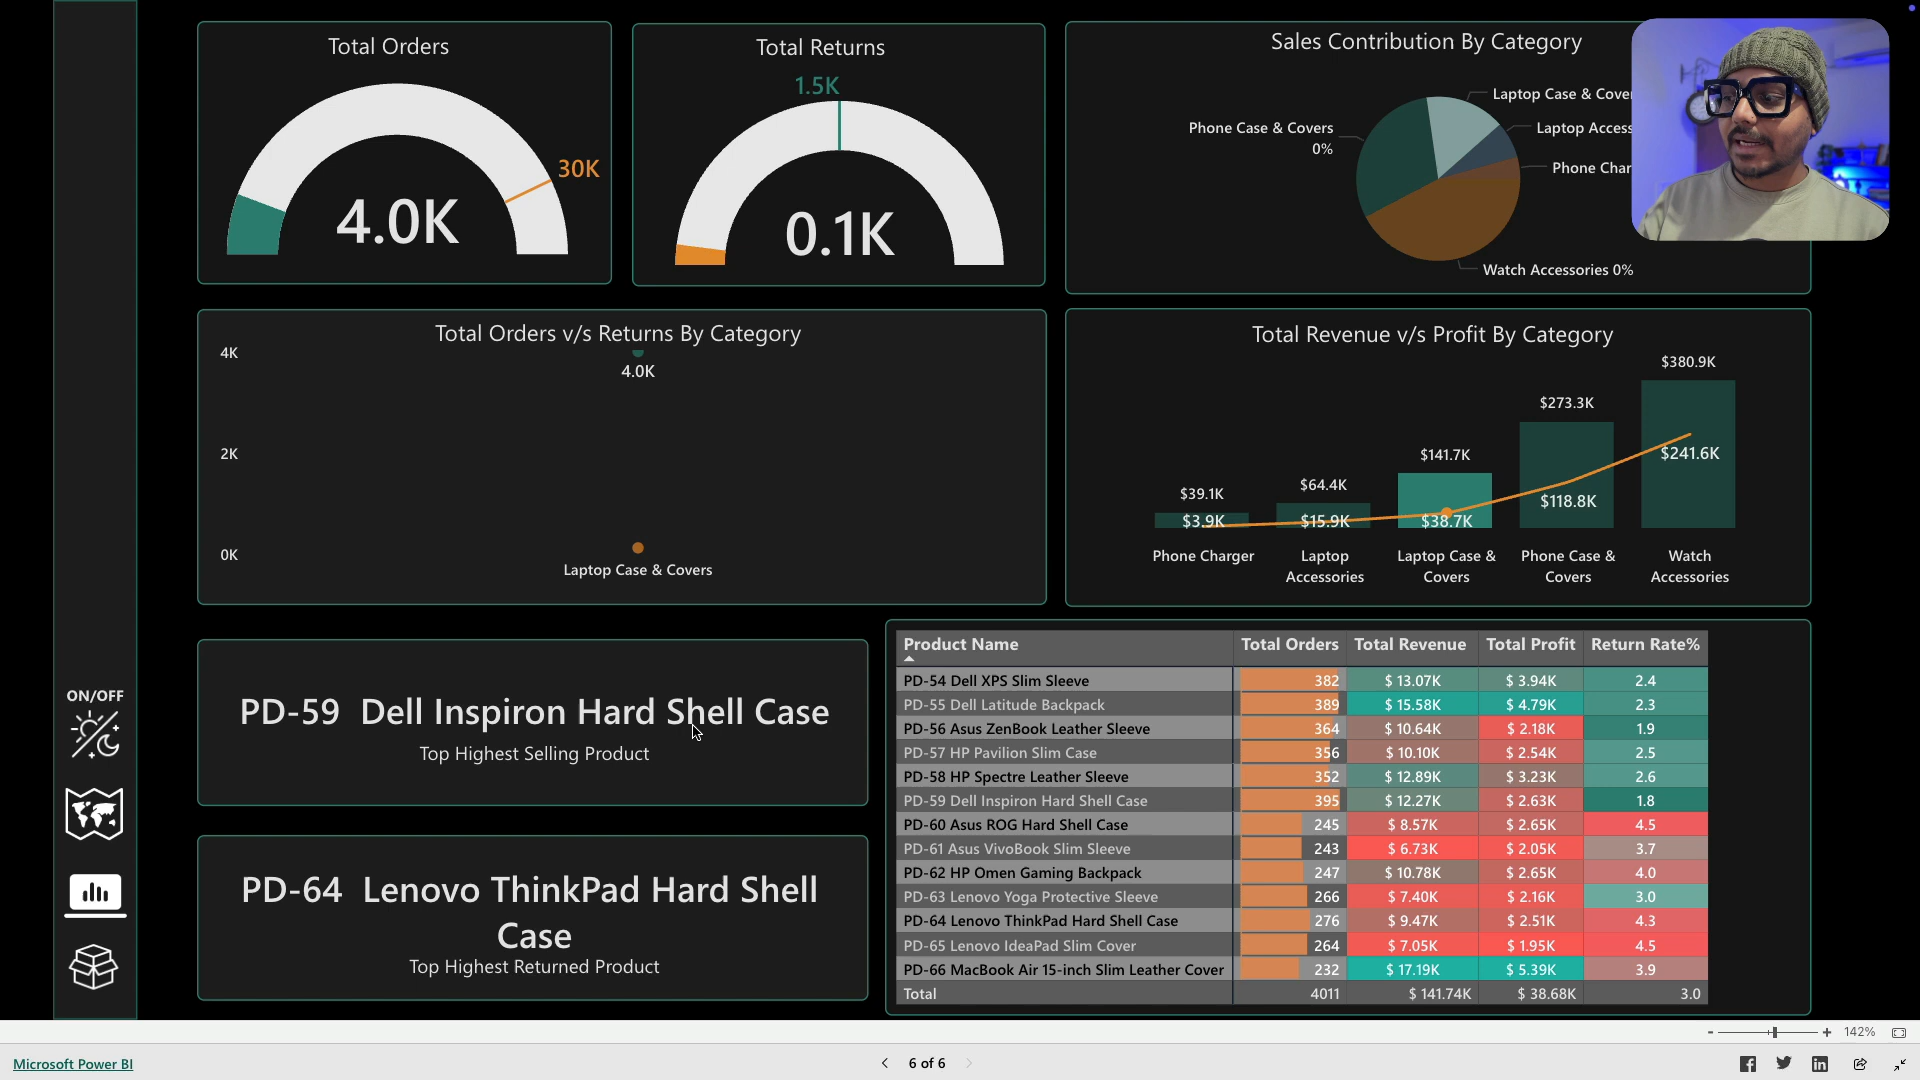 Total Orders
30K
4.0K
Total Returns
1.5K
0.1K
Sales Contribution By Category
Laptop Case &
Phone Case & Covers
0%
Laptop
Phone
Watch Accessories 0%
Total Orders v/s Returns By Category
4K
4.0K
2K
0K
Laptop Case & Covers
Total Revenue v/s Profit By Category
$380.9K
$273.3K
$241.6K
$141.7K
$64.4K
$39.1K
$118.8K
$3.9K
$15.9K
$38.7K
Phone Charger
Laptop
Accessories
Laptop Case &
Covers
Phone Case &
Covers
Watch
Accessories
ON/OFF
PD-59 Dell Inspiron Hard Shell Case
Top Highest Selling Product
PD-64 Lenovo ThinkPad Hard Shell
Case
Top Highest Returned Product
Product Name Total Orders Total Revenue Total Profit Return Rate%
PD-54 Dell XPS Slim Sleeve 382 $ 13.07K $ 3.94K 2.4
PD-55 Dell Latitude Backpack 389 $ 15.58K $ 4.79K 2.3
PD-56 Asus ZenBook Leather Sleeve 364 $ 10.64K $ 2.18K 1.9
PD-57 HP Pavilion Slim Case 356 $ 10.10K $ 2.54K 2.5
PD-58 HP Spectre Leather Sleeve 352 $ 12.89K $ 3.23K 2.6
PD-59 Dell Inspiron Hard Shell Case 395 $ 12.27K $ 2.63K 1.8
PD-60 Asus ROG Hard Shell Case 245 $ 8.57K $ 2.65K 4.5
PD-61 Asus VivoBook Slim Sleeve 243 $ 6.73K $ 2.05K 3.7
PD-62 HP Omen Gaming Backpack 247 $ 10.78K $ 2.65K 4.0
PD-63 Lenovo Yoga Protective Sleeve 266 $ 7.40K $ 2.16K 3.0
PD-64 Lenovo ThinkPad Hard Shell Case 276 $ 9.47K $ 2.51K 4.3
PD-65 Lenovo IdeaPad Slim Cover 264 $ 7.05K $ 1.95K 4.5
PD-66 MacBook Air 15-inch Slim Leather Cover 232 $ 17.19K $ 5.39K 3.9
Total 4011 $ 141.74K $ 38.68K 3.0
- + 142%
Microsoft Power BI
6 of 6